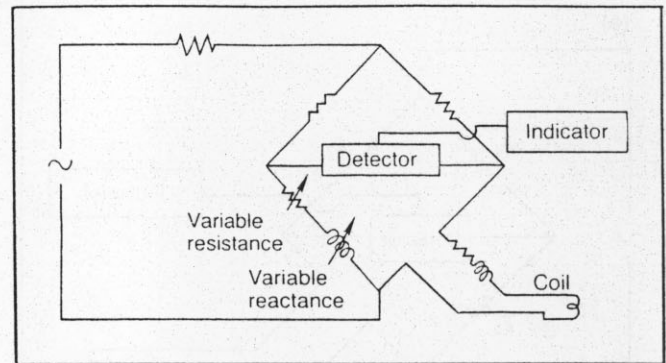 Detector
Indicator
Variable
resistance
Variable
reactance
Coil